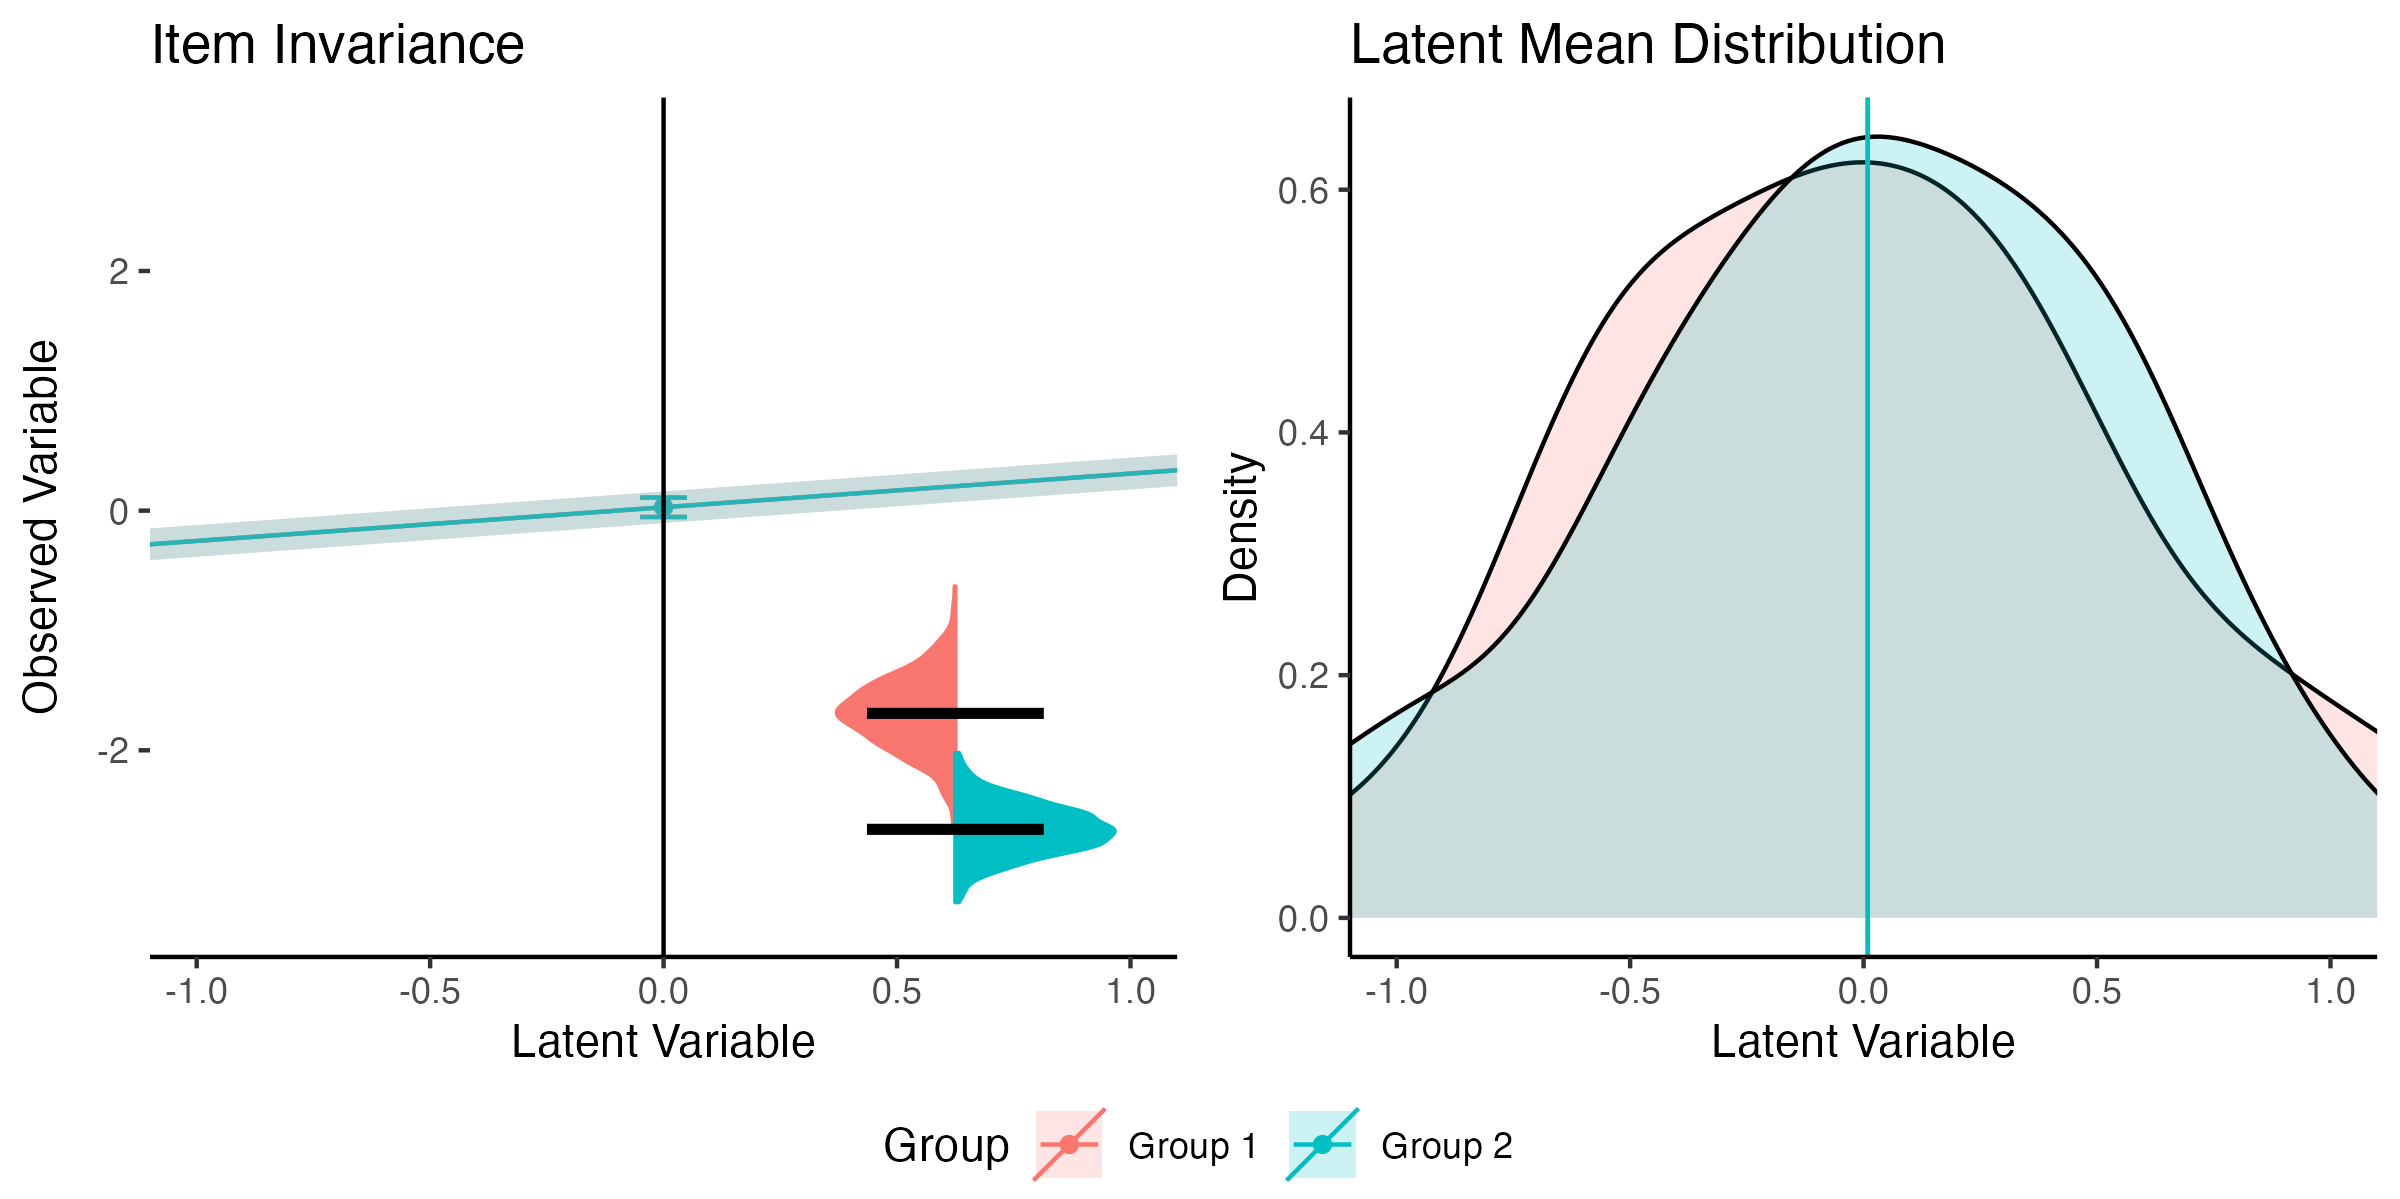 Item Invariance
Observed Variable
2
0
-2
-1.0 -0.5 0.0 0.5 1.0
Latent Variable
Latent Mean Distribution
Density
0.6
0.4
0.2
0.0
-1.0 -0.5 0.0 0.5 1.0
Latent Variable
Group Group 1 Group 2